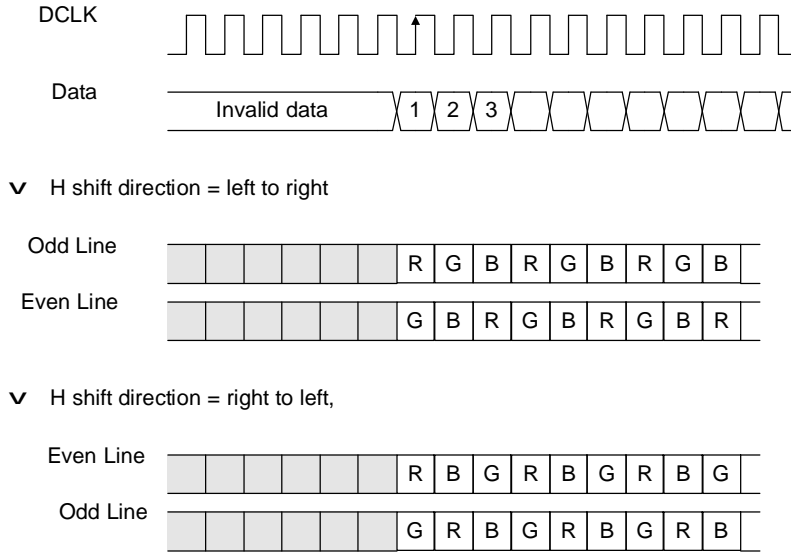 DCLK
Data Invalid data 1 2 3
v H shift direction = left to right
Odd Line R G B R G B R G B
Even Line G B R G B R G B R
v H shift direction = right to left,
Even Line R B G R B G R B G
Odd Line G R B G R B G R B